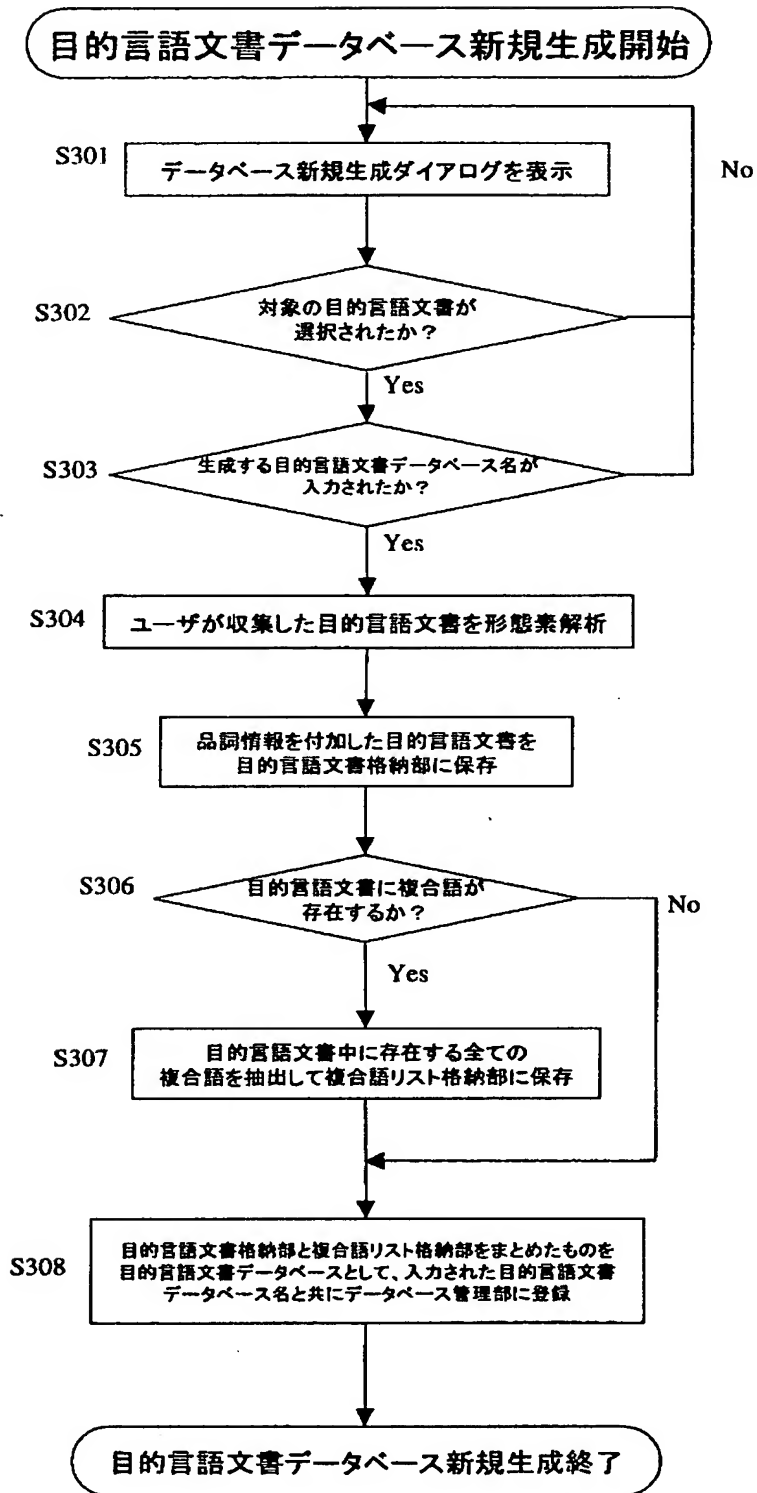 目的言語文書データベース新規生成開始
S301
データベース新規生成ダイアログを表示
No
S302
対象の目的言語文書が
選択されたか？
Yes
S303
生成する目的言語文書データベース名が
入力されたか？
Yes
S304
ユーザが収集した目的言語文書を形態素解析
S305
品詞情報を付加した目的言語文書を
目的言語文書格納部に保存
S306
目的言語文書に複合語が
存在するか？
No
Yes
S307
目的言語文書中に存在する全ての
複合語を抽出して複合語リスト格納部に保存
S308
目的言語文書格納部と複合語リスト格納部をまとめたものを
目的言語文書データベースとして、入力された目的言語文書
データベース名と共にデータベース管理部に登録
目的言語文書データベース新規生成終了